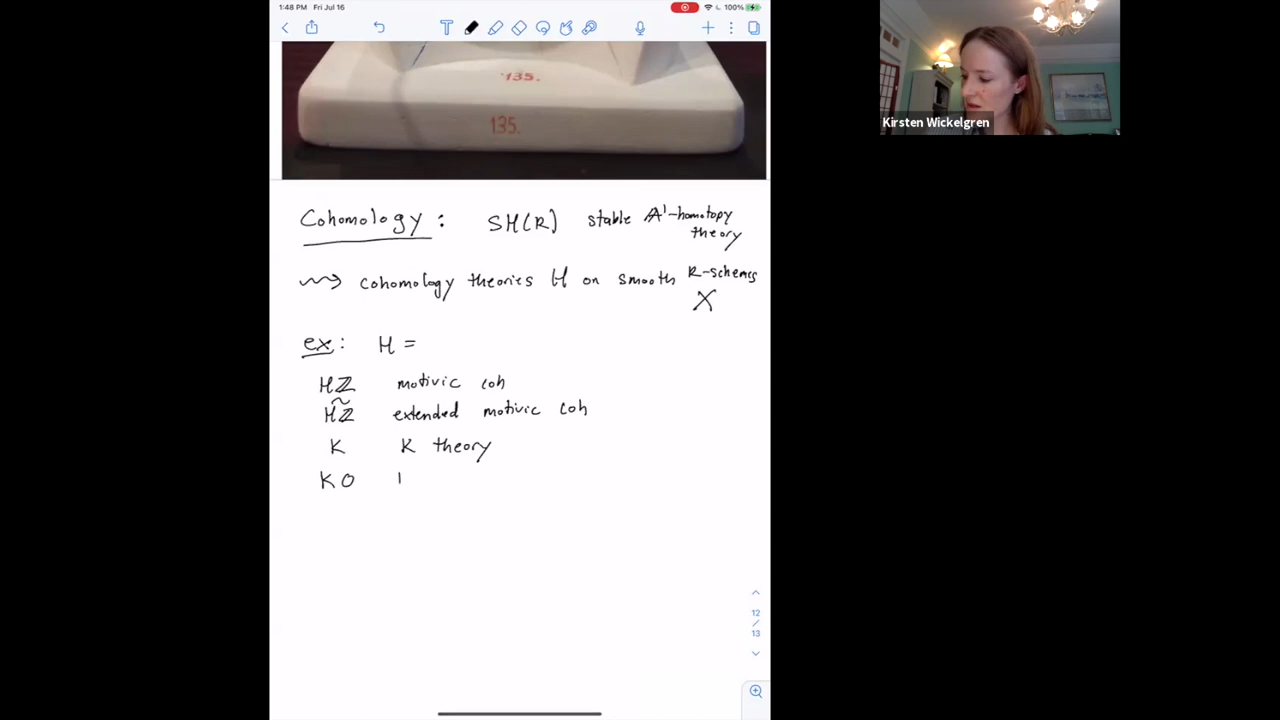 1:48 PM Fri Jul 16
100%
135.
135.
Kirsten Wickelgren
Cohomology : SH(R) stable A¹-homotopy theory
⇝ cohomology theories H on smooth R-schemes X
ex: H =
Hℤ motivic coh
H̃ℤ extended motivic coh
K K theory
KO
12
/
13